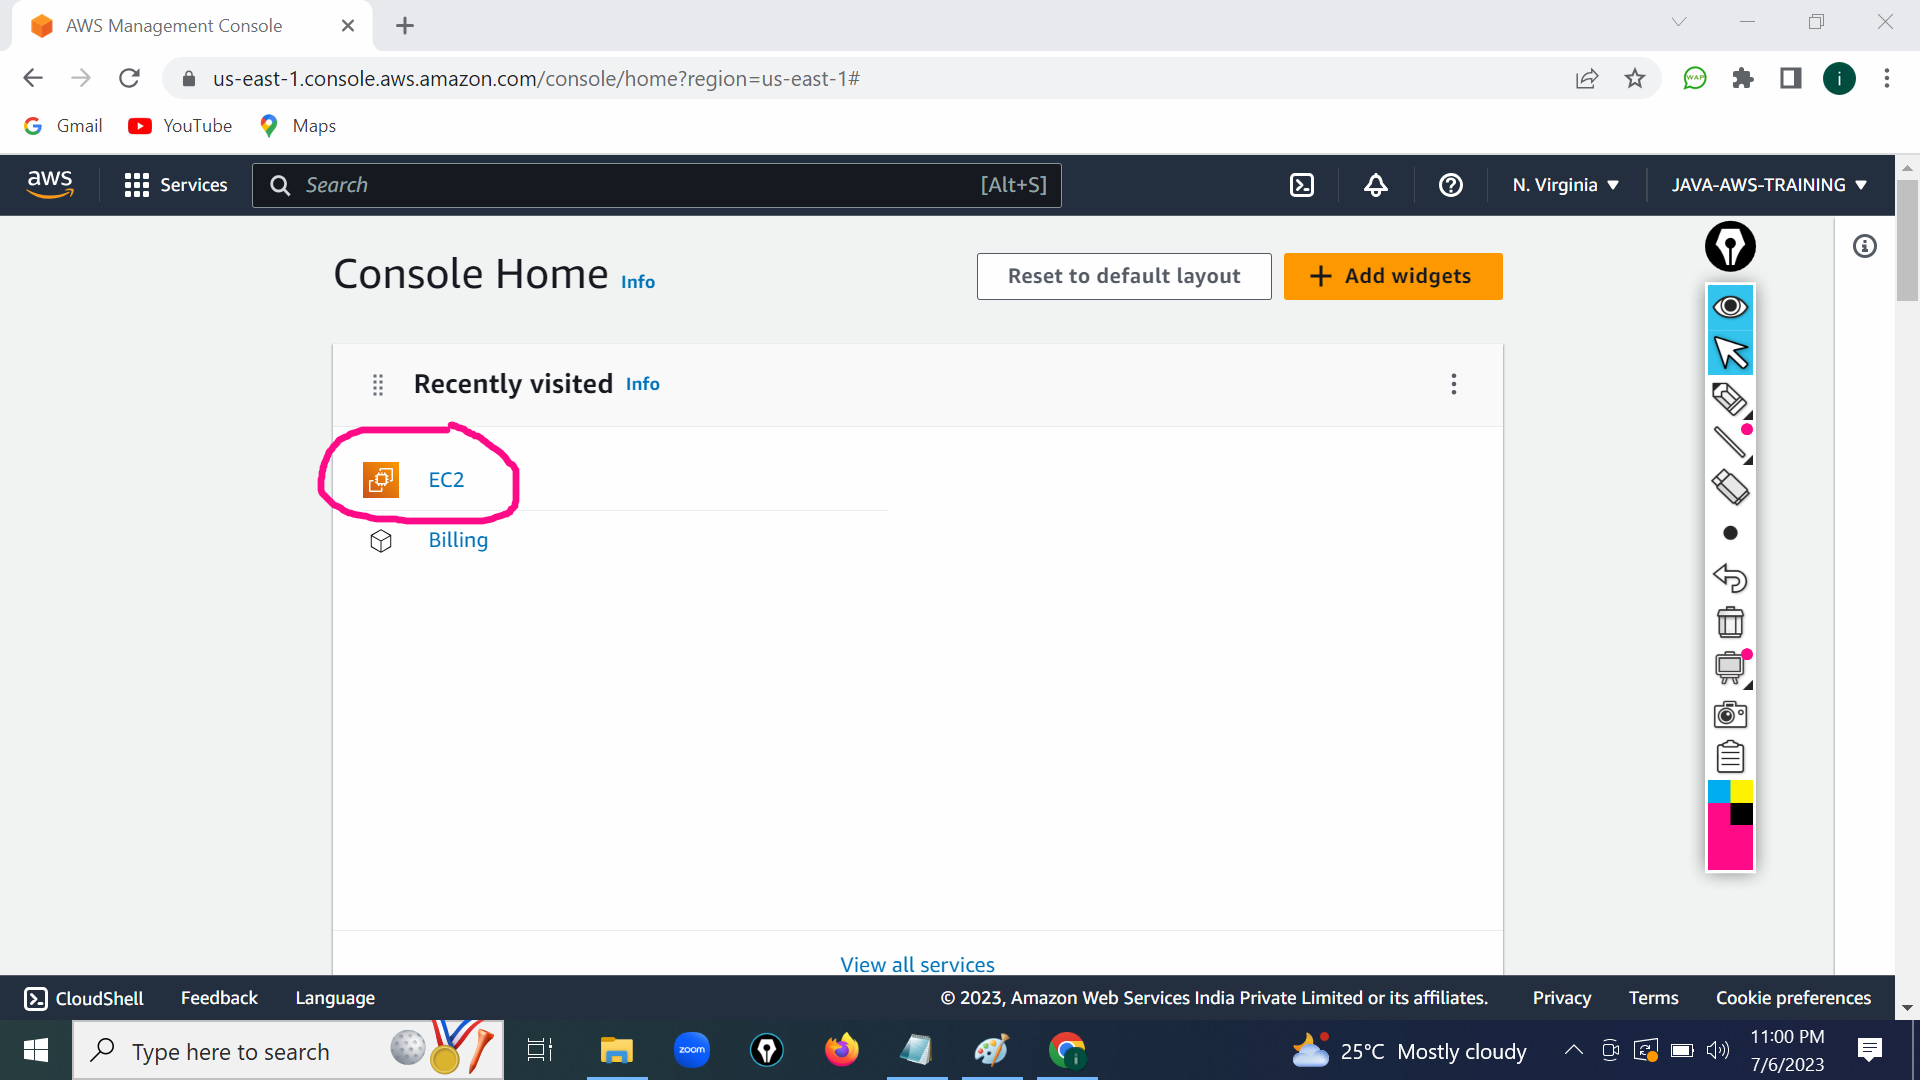 AWS Management Console
us-east-1.console.aws.amazon.com/console/home?region=us-east-1#
WAP
i
Gmail
YouTube
Maps
aws
Services
Search
[Alt+S]
N. Virginia
JAVA-AWS-TRAINING
Console Home
Info
Reset to default layout
Add widgets
Recently visited
Info
EC2
Billing
View all services
CloudShell
Feedback
Language
© 2023, Amazon Web Services India Private Limited or its affiliates.
Privacy
Terms
Cookie preferences
Type here to search
zoom
i
25°C Mostly cloudy
11:00 PM
7/6/2023